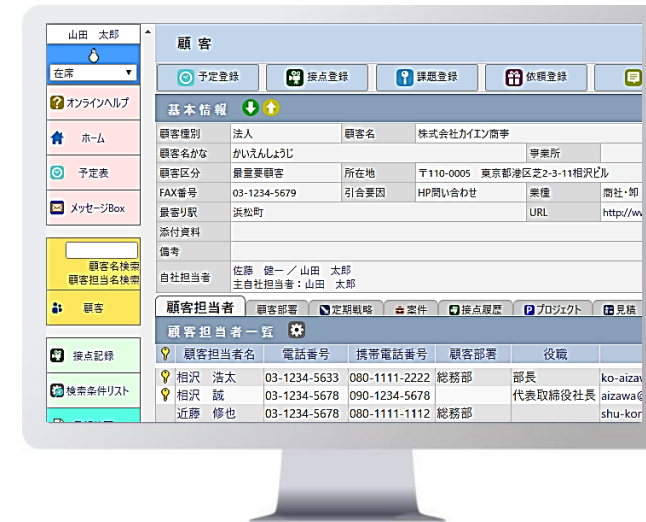 山田 太郎
在席
オンラインヘルプ
ホーム
予定表
メッセージBox
顧客名検索
顧客担当名検索
顧客
接点記録
検索条件リスト
顧 客
予定登録
接点登録
課題登録
依頼登録
基本情報
顧客種別 法人 顧客名 株式会社カイエン商事
顧客名かな かいえんしょうじ 事業所
顧客区分 最重要顧客 所在地 〒110-0005 東京都港区芝2-3-11相沢ビル
FAX番号 03-1234-5679 引合要因 HP問い合わせ 業種 商社・卸
最寄り駅 浜松町 URL http://ww
添付資料
備考
自社担当者 佐藤 健一／山田 太郎
主自社担当者：山田 太郎
顧客担当者 顧客部署 定期戦略 案件 接点履歴 プロジェクト 見積
顧客担当者一覧
顧客担当者名 電話番号 携帯電話番号 顧客部署 役職
相沢 浩太 03-1234-5633 080-1111-2222 総務部 部長 ko-aizaw
相沢 誠 03-1234-5678 090-1234-5678 代表取締役社長 aizawa@
近藤 修也 03-1234-5678 080-1111-1112 総務部 shu-kon